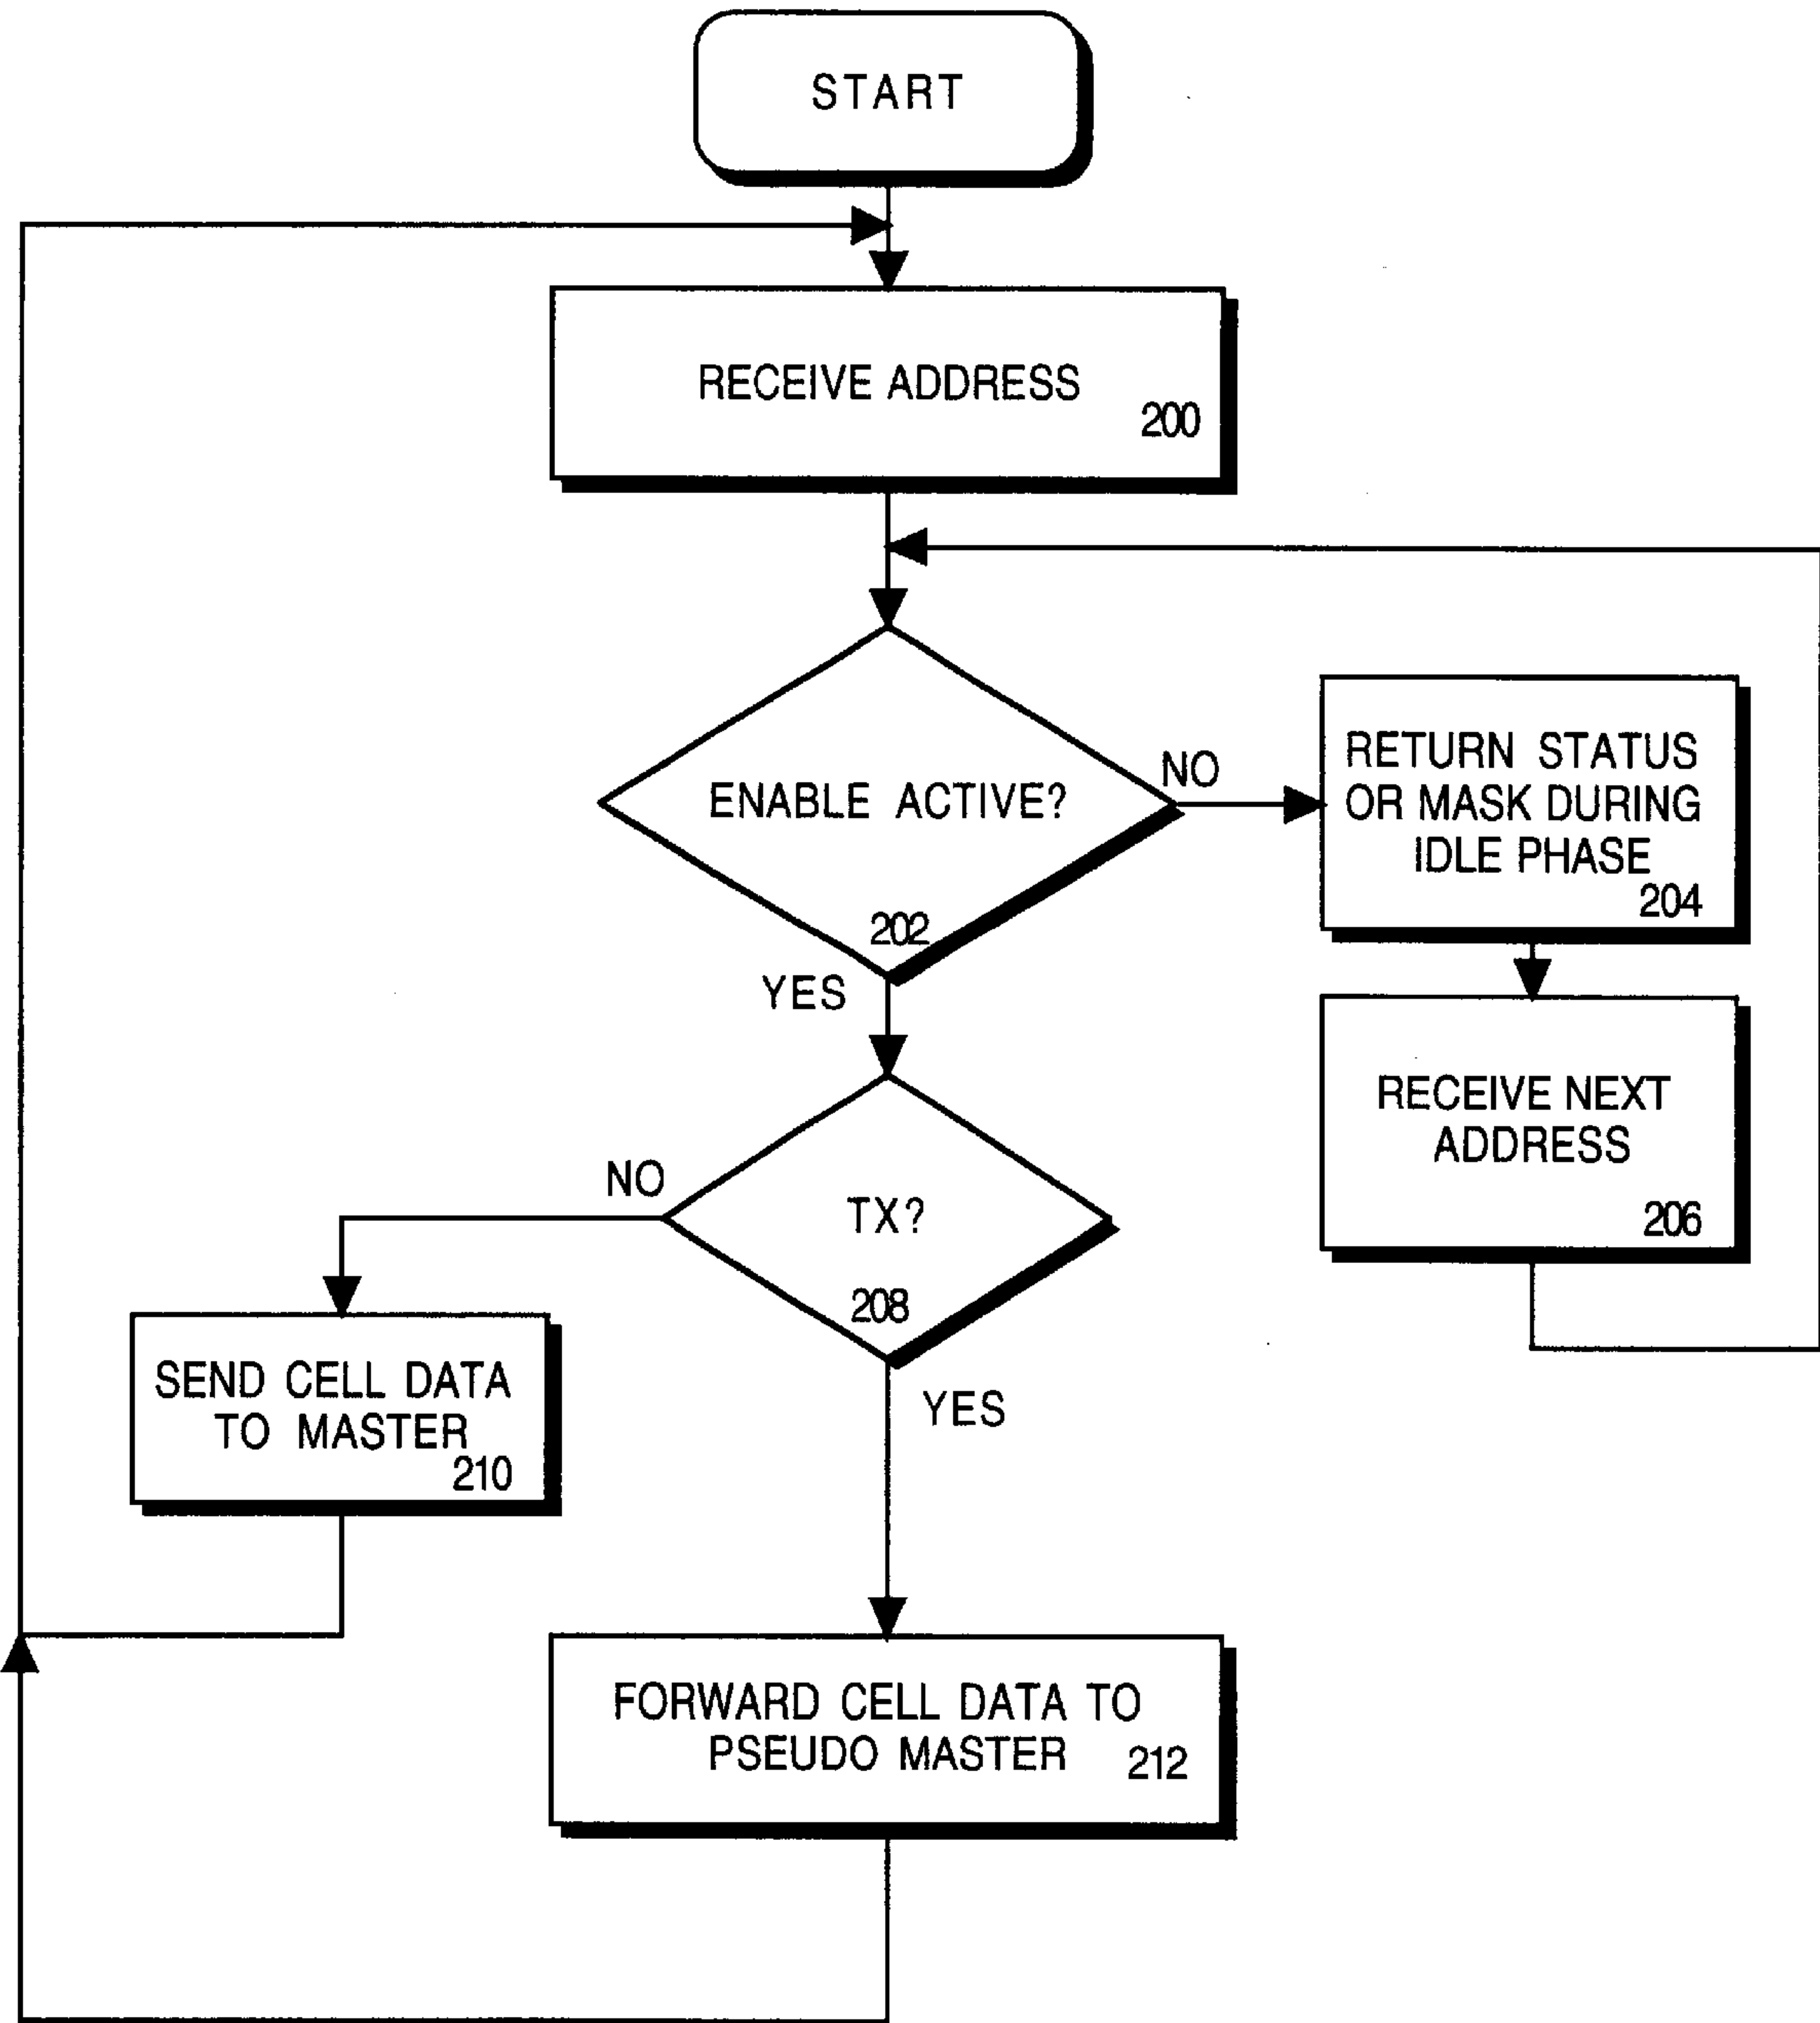 START
RECEIVE ADDRESS
200
ENABLE ACTIVE?
202
NO
YES
RETURN STATUS
OR MASK DURING
IDLE PHASE
204
RECEIVE NEXT
ADDRESS
206
TX?
208
NO
YES
SEND CELL DATA
TO MASTER
210
FORWARD CELL DATA TO
PSEUDO MASTER 212